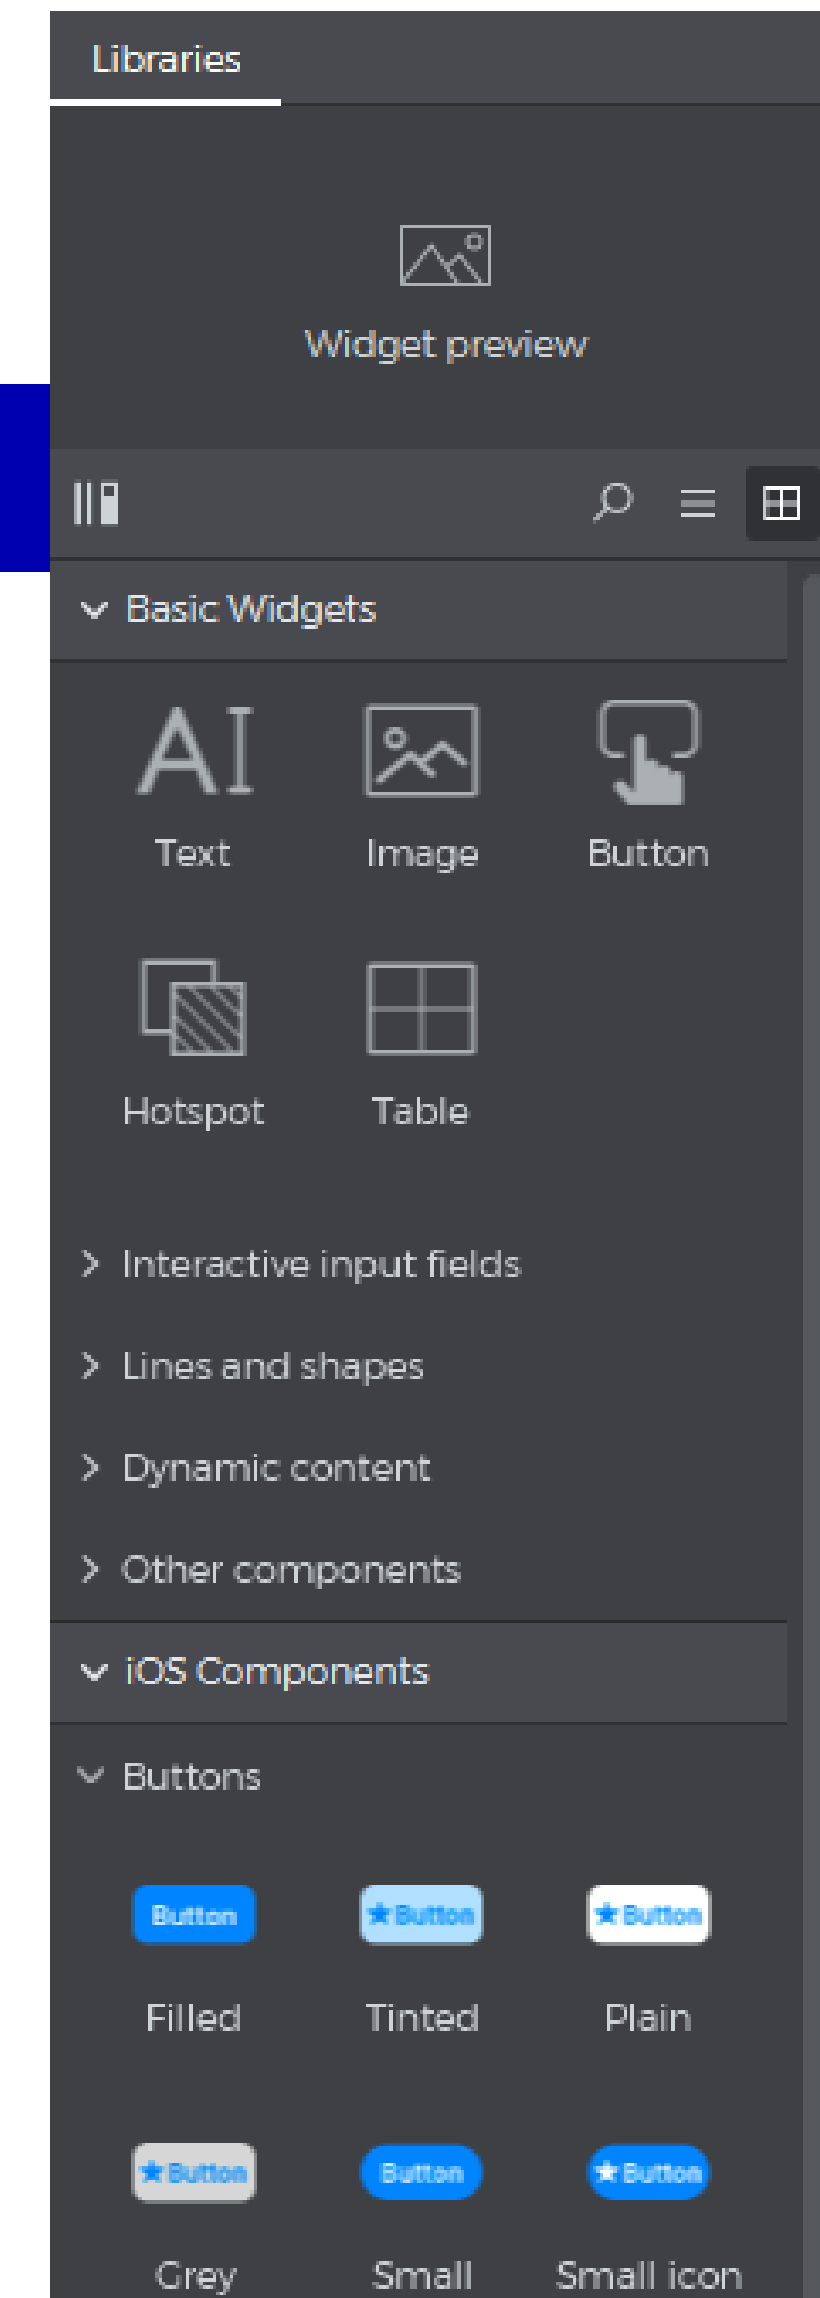 Libraries
Widget preview
Basic Widgets
Text Image Button
Hotspot Table
Interactive input fields
Lines and shapes
Dynamic content
Other components
iOS Components
Buttons
Button Button Button
Filled Tinted Plain
Button Button Button
Grey Small Small icon